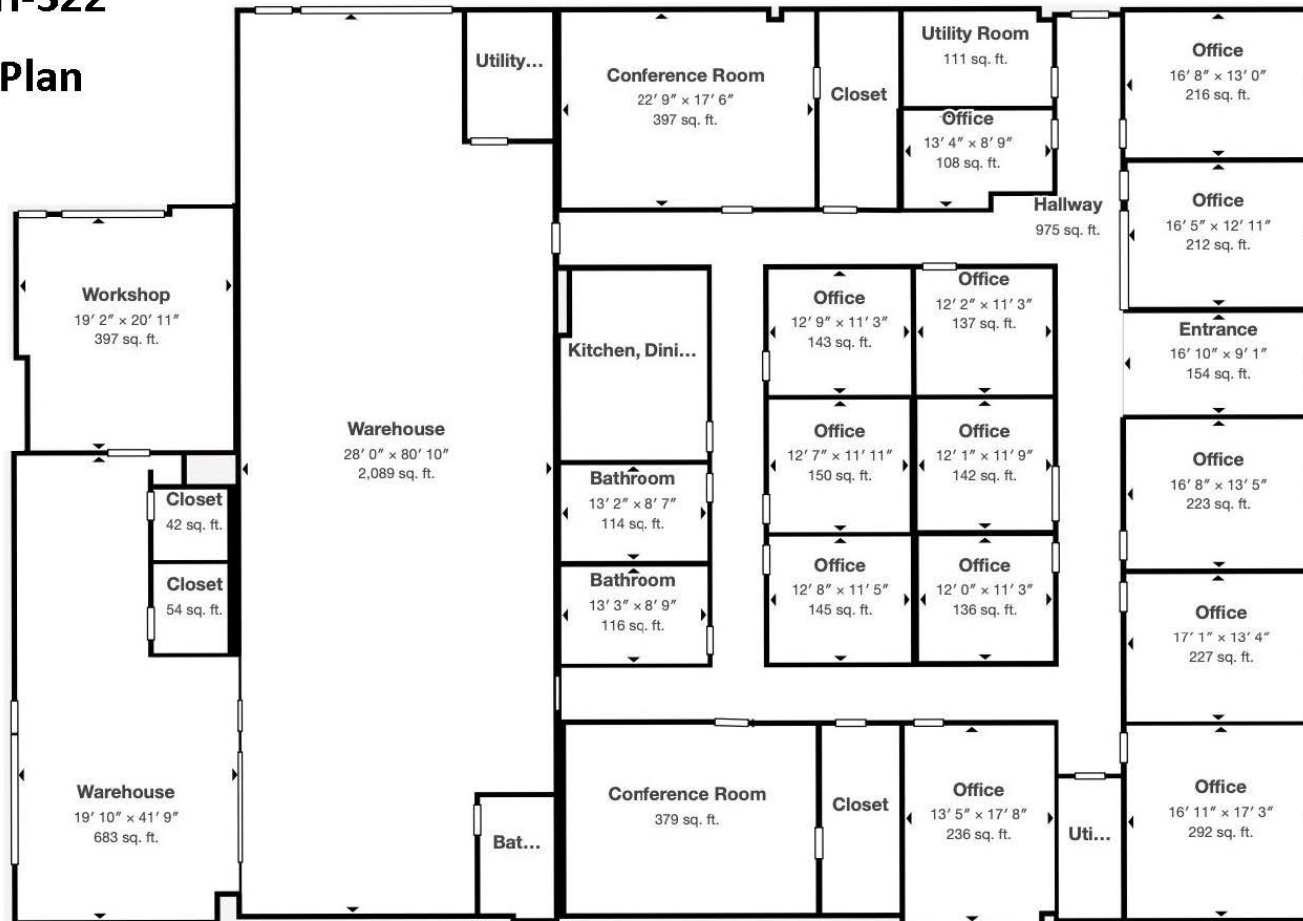 Plan
Utility...
Conference Room
22' 9" × 17' 6"
397 sq. ft.
Closet
Utility Room
111 sq. ft.
Office
13' 4" × 8' 9"
108 sq. ft.
Office
16' 8" × 13' 0"
216 sq. ft.
Hallway
975 sq. ft.
Office
16' 5" × 12' 11"
212 sq. ft.
Workshop
19' 2" × 20' 11"
397 sq. ft.
Office
12' 9" × 11' 3"
143 sq. ft.
Office
12' 2" × 11' 3"
137 sq. ft.
Entrance
16' 10" × 9' 1"
154 sq. ft.
Kitchen, Dini...
Warehouse
28' 0" × 80' 10"
2,089 sq. ft.
Office
12' 7" × 11' 11"
150 sq. ft.
Office
12' 1" × 11' 9"
142 sq. ft.
Office
16' 8" × 13' 5"
223 sq. ft.
Closet
42 sq. ft.
Bathroom
13' 2" × 8' 7"
114 sq. ft.
Closet
54 sq. ft.
Bathroom
13' 3" × 8' 9"
116 sq. ft.
Office
12' 8" × 11' 5"
145 sq. ft.
Office
12' 0" × 11' 3"
136 sq. ft.
Office
17' 1" × 13' 4"
227 sq. ft.
Warehouse
19' 10" × 41' 9"
683 sq. ft.
Bat...
Conference Room
379 sq. ft.
Closet
Office
13' 5" × 17' 8"
236 sq. ft.
Uti...
Office
16' 11" × 17' 3"
292 sq. ft.